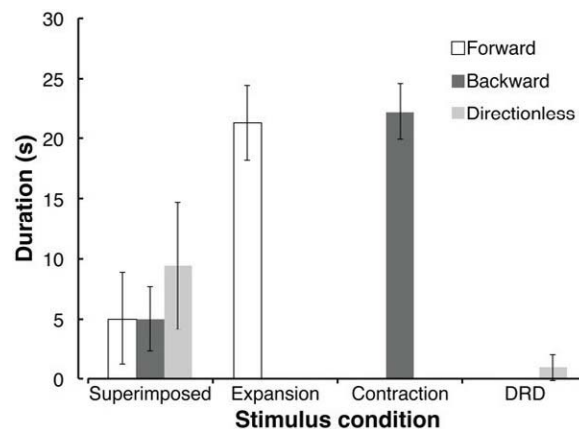 30
25
20
15
10
5
0
Duration (s)
Forward
Backward
Directionless
Superimposed Expansion Contraction DRD
Stimulus condition